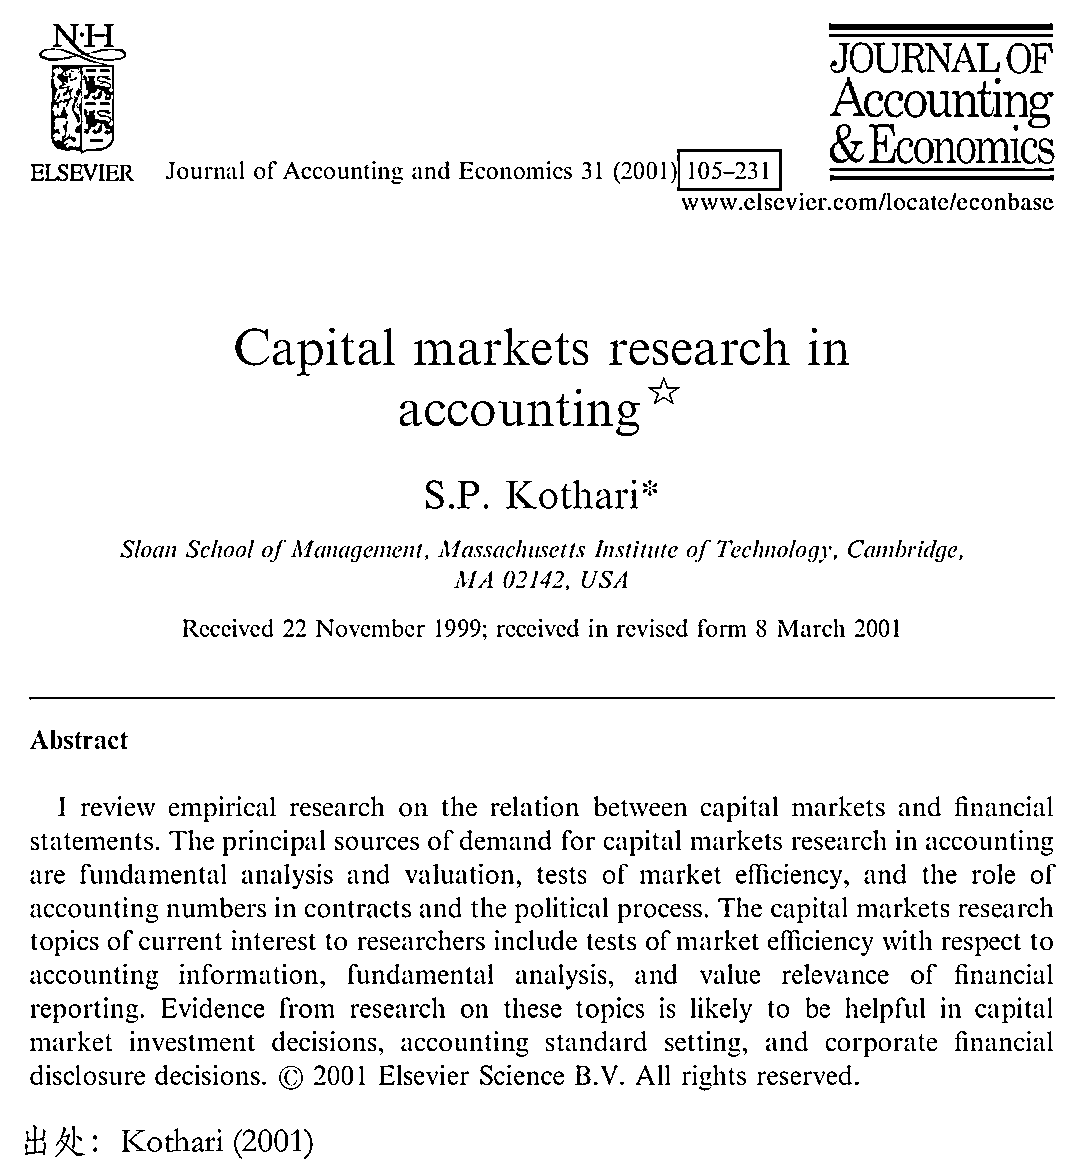 N·H
ELSEVIER
Journal of Accounting and Economics 31 (2001) 105–231
JOURNAL OF
Accounting
& Economics
www.elsevier.com/locate/econbase
Capital markets research in
accounting☆
S.P. Kothari*
Sloan School of Management, Massachusetts Institute of Technology, Cambridge,
MA 02142, USA
Received 22 November 1999; received in revised form 8 March 2001
Abstract
I review empirical research on the relation between capital markets and financial
statements. The principal sources of demand for capital markets research in accounting
are fundamental analysis and valuation, tests of market efficiency, and the role of
accounting numbers in contracts and the political process. The capital markets research
topics of current interest to researchers include tests of market efficiency with respect to
accounting information, fundamental analysis, and value relevance of financial
reporting. Evidence from research on these topics is likely to be helpful in capital
market investment decisions, accounting standard setting, and corporate financial
disclosure decisions. © 2001 Elsevier Science B.V. All rights reserved.
出处：Kothari (2001)